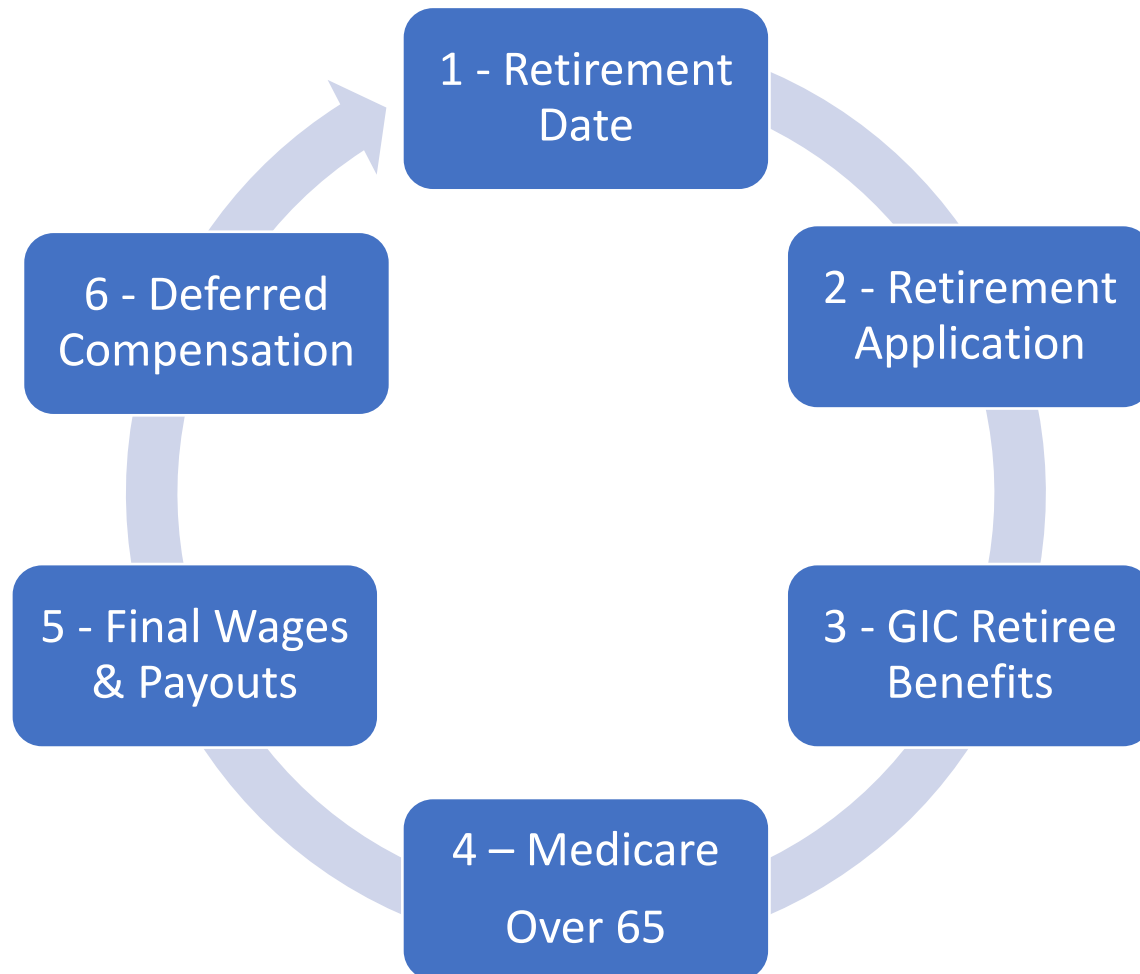 1 - Retirement
Date
2 - Retirement
Application
3 - GIC Retiree
Benefits
4 – Medicare
Over 65
5 - Final Wages
& Payouts
6 - Deferred
Compensation